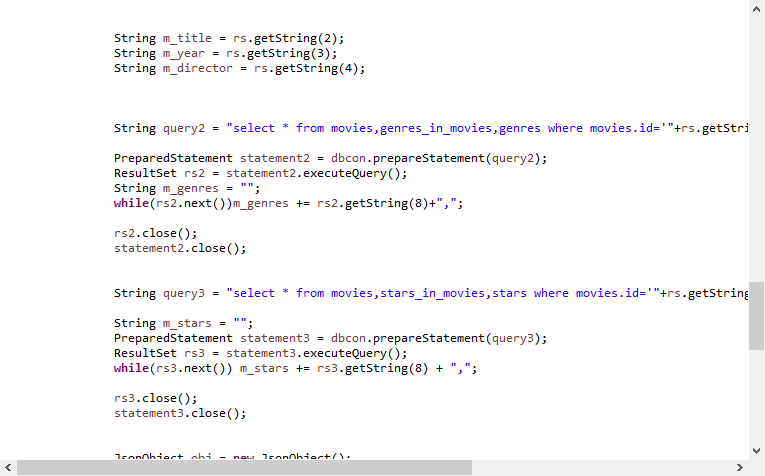 String m_title = rs.getString(2);
String m_year = rs.getString(3);
String m_director = rs.getString(4);
String query2 = "select * from movies,genres_in_movies,genres where movies.id='"+rs.getStri
PreparedStatement statement2 = dbcon.prepareStatement(query2);
ResultSet rs2 = statement2.executeQuery();
String m_genres = "";
while(rs2.next())m_genres += rs2.getString(8)+",";
rs2.close();
statement2.close();
String query3 = "select * from movies,stars_in_movies,stars where movies.id='"+rs.getString
String m_stars = "";
PreparedStatement statement3 = dbcon.prepareStatement(query3);
ResultSet rs3 = statement3.executeQuery();
while(rs3.next()) m_stars += rs3.getString(8) + ",";
rs3.close();
statement3.close();
JsonObject obj = new JsonObject();